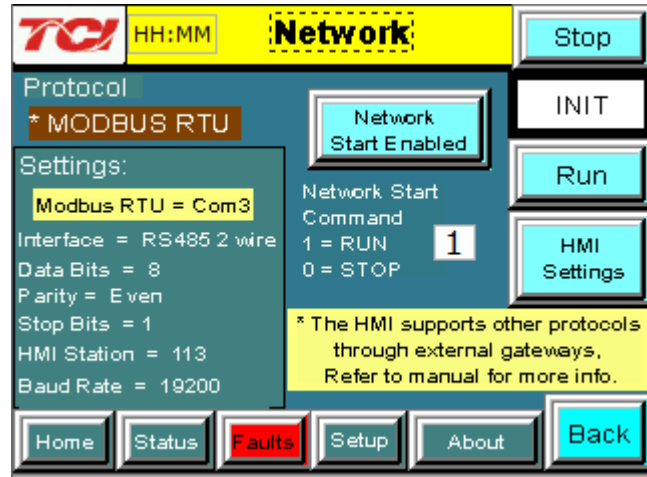 TCI HH:MM Network Stop
Protocol
* MODBUS RTU
Settings:
Modbus RTU = Com3
Interface = RS485 2 wire
Data Bits = 8
Parity = Even
Stop Bits = 1
HMI Station = 113
Baud Rate = 19200
Network
Start Enabled
Network Start
Command
1 = RUN
0 = STOP
1
INIT
Run
HMI
Settings
* The HMI supports other protocols
through external gateways,
Refer to manual for more info.
Home Status Faults Setup About Back